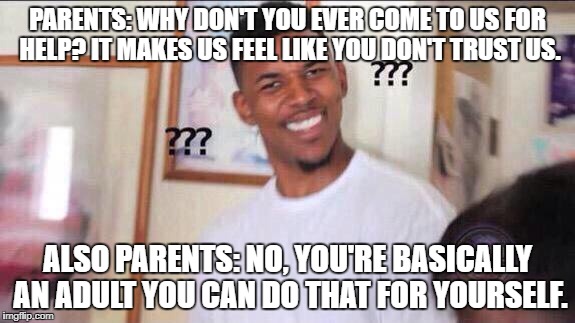 PARENTS: WHY DON'T YOU EVER COME TO US FOR
HELP? IT MAKES US FEEL LIKE YOU DON'T TRUST US.
???
???
ALSO PARENTS: NO, YOU'RE BASICALLY
AN ADULT YOU CAN DO THAT FOR YOURSELF.
imgflip.com